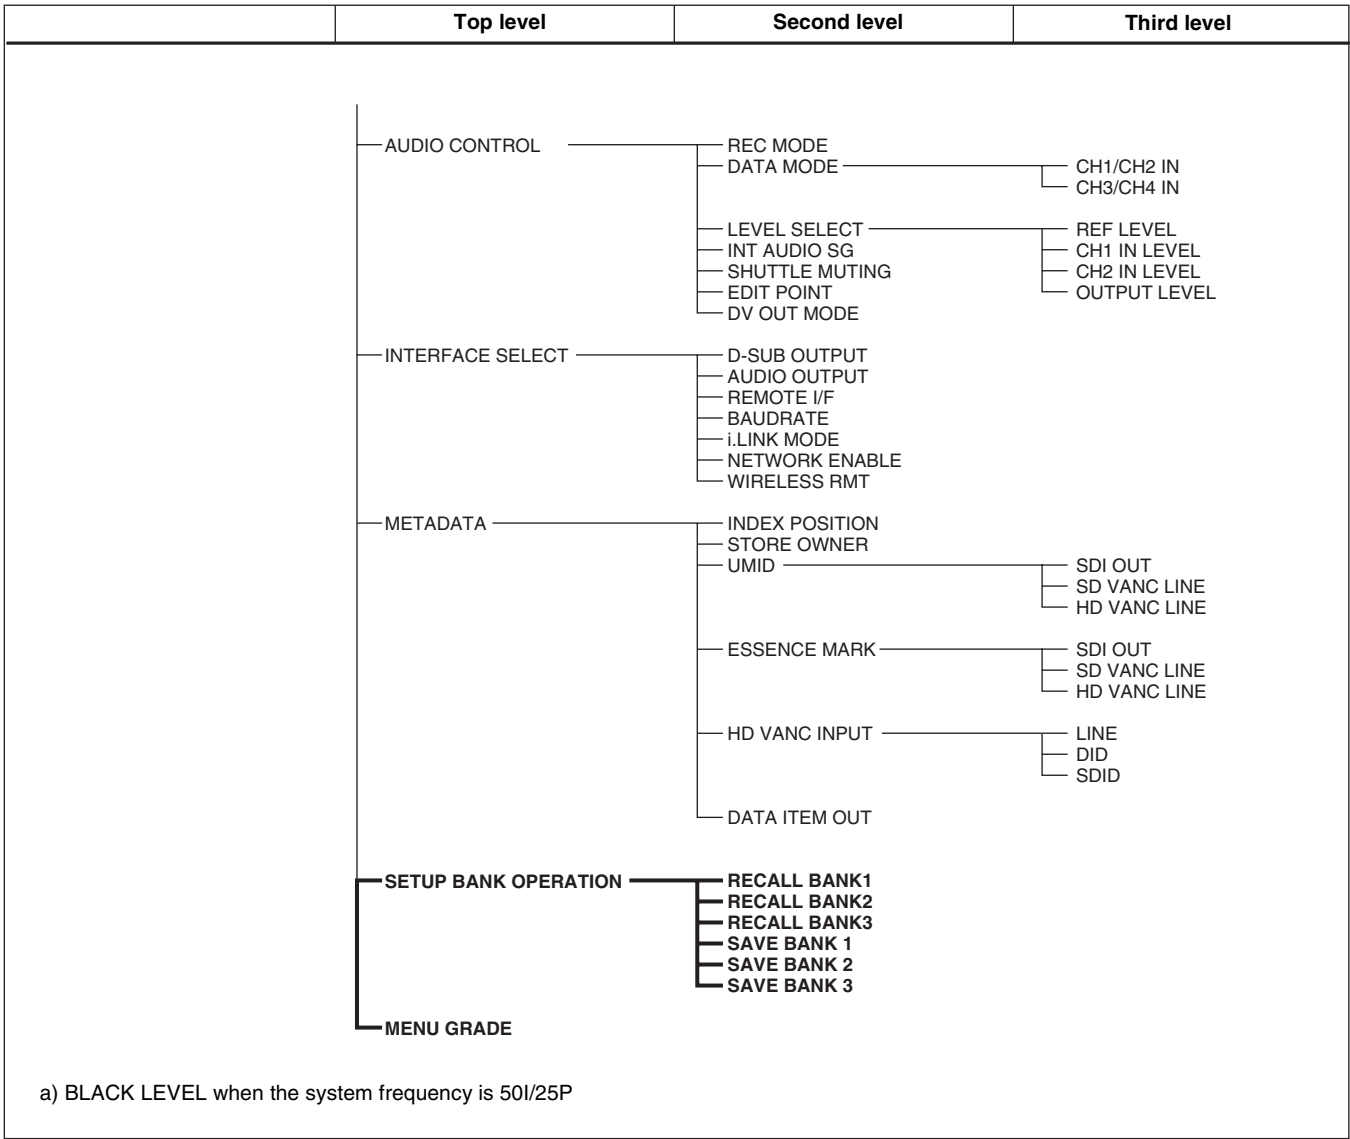 Top level Second level Third level
AUDIO CONTROL REC MODE
DATA MODE CH1/CH2 IN
CH3/CH4 IN
LEVEL SELECT REF LEVEL
INT AUDIO SG CH1 IN LEVEL
SHUTTLE MUTING CH2 IN LEVEL
EDIT POINT OUTPUT LEVEL
DV OUT MODE
INTERFACE SELECT D-SUB OUTPUT
AUDIO OUTPUT
REMOTE I/F
BAUDRATE
i.LINK MODE
NETWORK ENABLE
WIRELESS RMT
METADATA INDEX POSITION
STORE OWNER
UMID SDI OUT
SD VANC LINE
HD VANC LINE
ESSENCE MARK SDI OUT
SD VANC LINE
HD VANC LINE
HD VANC INPUT LINE
DID
SDID
DATA ITEM OUT
SETUP BANK OPERATION RECALL BANK1
RECALL BANK2
RECALL BANK3
SAVE BANK 1
SAVE BANK 2
SAVE BANK 3
MENU GRADE
a) BLACK LEVEL when the system frequency is 50I/25P